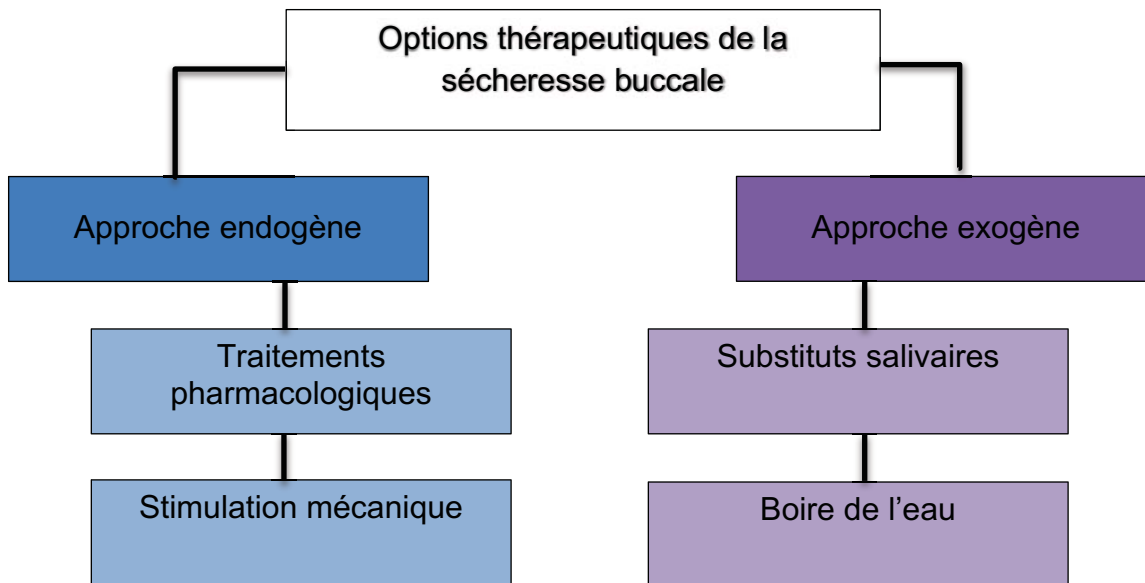 Options thérapeutiques de la
sécheresse buccale
Approche endogène
Approche exogène
Traitements
pharmacologiques
Substituts salivaires
Stimulation mécanique
Boire de l’eau